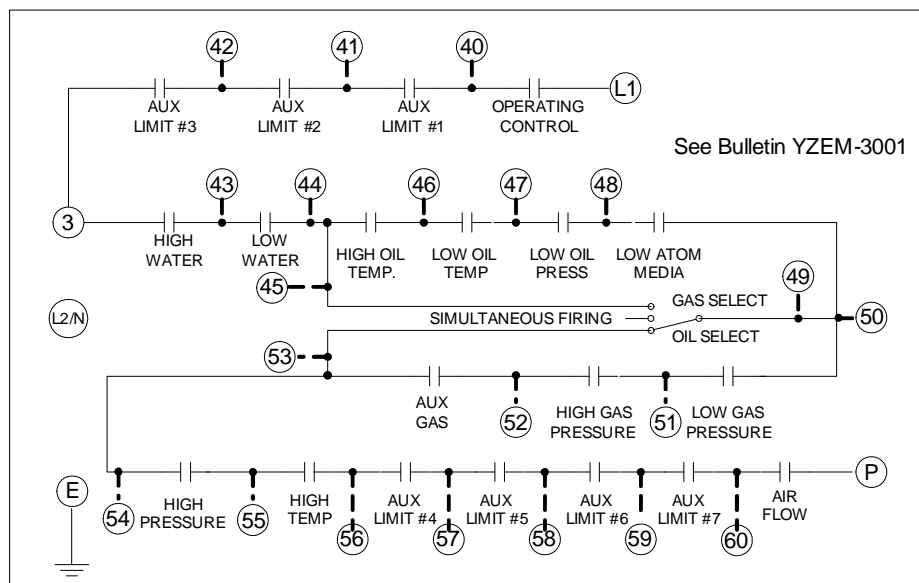 42 41 40
L1
AUX LIMIT #3
AUX LIMIT #2
AUX LIMIT #1
OPERATING CONTROL
See Bulletin YZEM-3001
43 44 46 47 48
3
HIGH WATER
LOW WATER
HIGH OIL TEMP.
LOW OIL TEMP
LOW OIL PRESS
LOW ATOM MEDIA
45
49
GAS SELECT
L2/N
SIMULTANEOUS FIRING
50
OIL SELECT
53
AUX GAS
52
HIGH GAS PRESSURE
51
LOW GAS PRESSURE
E
P
54
HIGH PRESSURE
55
HIGH TEMP
56
AUX LIMIT #4
57
AUX LIMIT #5
58
AUX LIMIT #6
59
AUX LIMIT #7
60
AIR FLOW